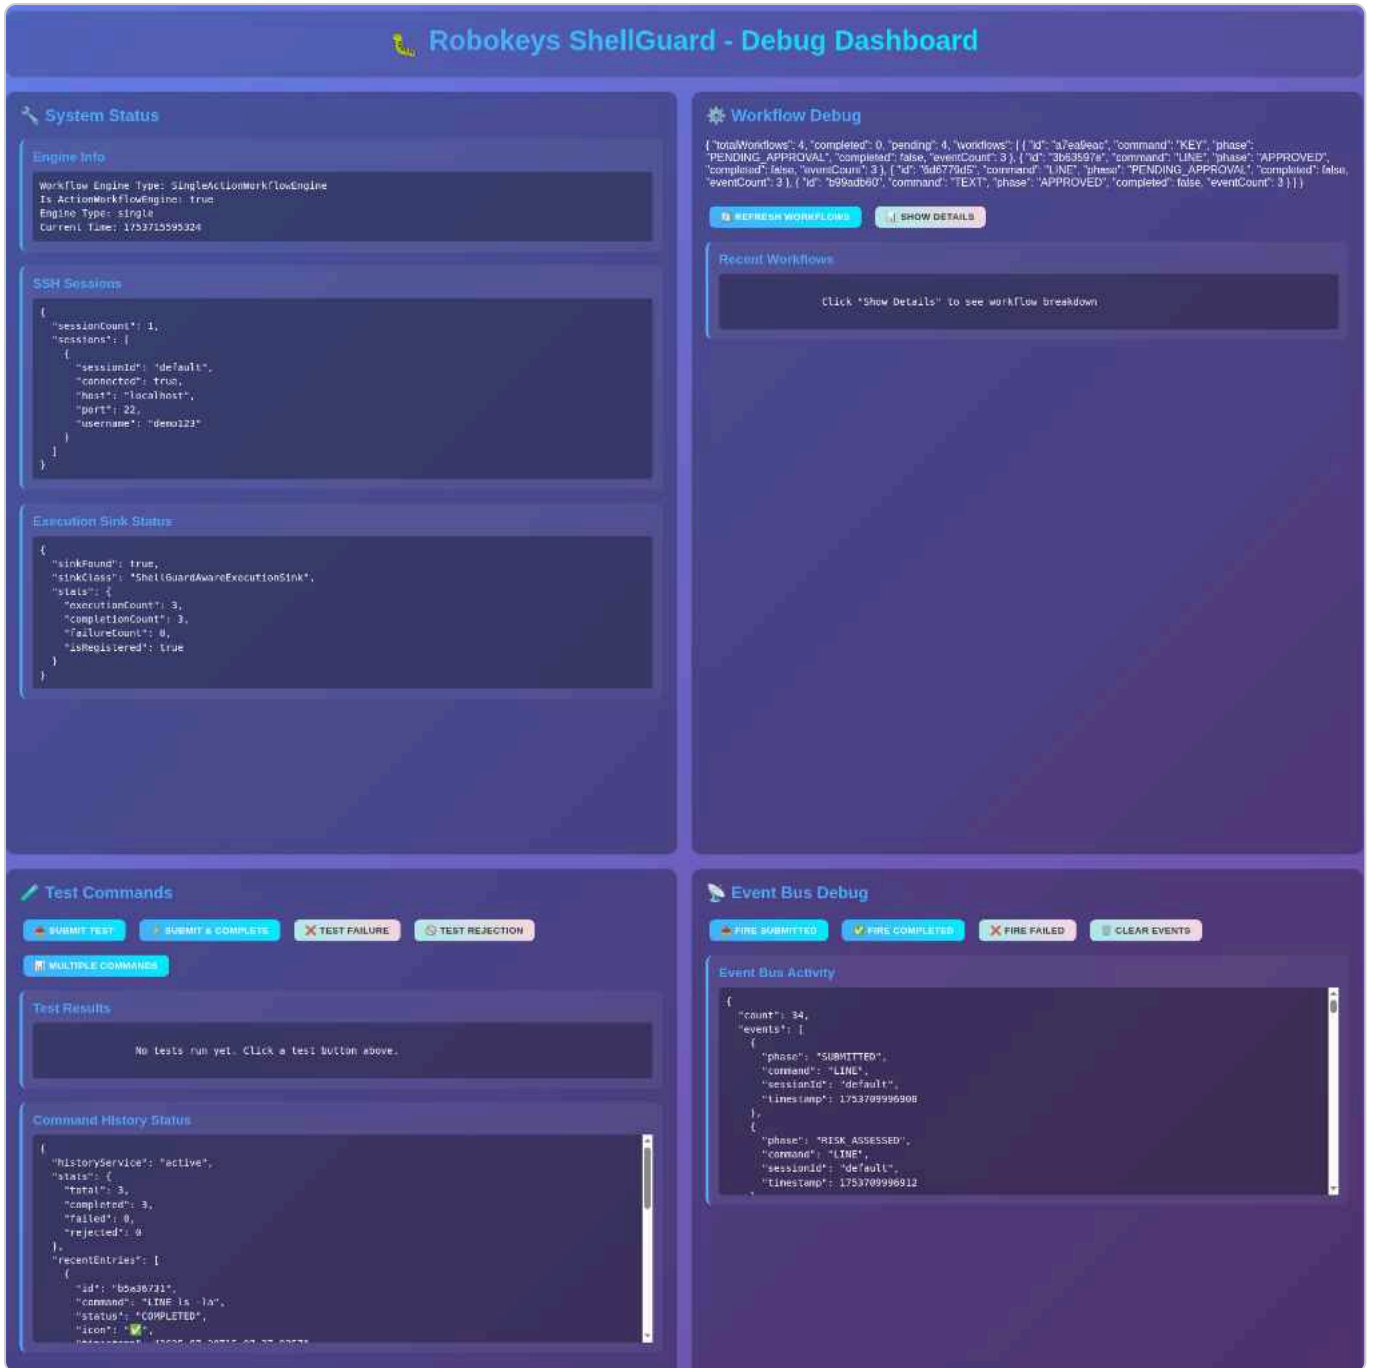 🐛 Robokeys ShellGuard - Debug Dashboard
🔧 System Status
Engine Info
Workflow Engine Type: SingleActionWorkflowEngine
Is ActionWorkflowEngine: true
Engine Type: single
Current Time: 1753715595324
SSH Sessions
{
"sessionCount": 1,
"sessions": [
{
"sessionId": "default",
"connected": true,
"host": "localhost",
"port": 22,
"username": "demo123"
}
]
}
Execution Sink Status
{
"sinkFound": true,
"sinkClass": "ShellGuardAwareExecutionSink",
"stats": {
"executionCount": 3,
"completionCount": 3,
"failureCount": 0,
"isRegistered": true
}
}
⚙️ Workflow Debug
{ "totalWorkflows": 4, "completed": 0, "pending": 4, "workflows": [ { "id": "a7ea9eac", "command": "KEY", "phase":
"PENDING_APPROVAL", "completed": false, "eventCount": 3 }, { "id": "3b63597e", "command": "LINE", "phase": "APPROVED",
"completed": false, "eventCount": 3 }, { "id": "6d6779d5", "command": "LINE", "phase": "PENDING_APPROVAL", "completed": false,
"eventCount": 3 }, { "id": "b99adb60", "command": "TEXT", "phase": "APPROVED", "completed": false, "eventCount": 3 } ] }
🔄 REFRESH WORKFLOWS 📊 SHOW DETAILS
Recent Workflows
Click "Show Details" to see workflow breakdown
🧪 Test Commands
SUBMIT TEST SUBMIT & COMPLETE ❌ TEST FAILURE 🚫 TEST REJECTION
📊 MULTIPLE COMMANDS
Test Results
No tests run yet. Click a test button above.
Command History Status
{
"historyService": "active",
"stats": {
"total": 3,
"completed": 3,
"failed": 0,
"rejected": 0
},
"recentEntries": [
{
"id": "b5a36731",
"command": "LINE ls -la",
"status": "COMPLETED",
"icon": "✅",
📡 Event Bus Debug
FIRE SUBMITTED ✅ FIRE COMPLETED ❌ FIRE FAILED 🗑️ CLEAR EVENTS
Event Bus Activity
{
"count": 34,
"events": [
{
"phase": "SUBMITTED",
"command": "LINE",
"sessionId": "default",
"timestamp": 1753709996908
},
{
"phase": "RISK_ASSESSED",
"command": "LINE",
"sessionId": "default",
"timestamp": 1753709996912